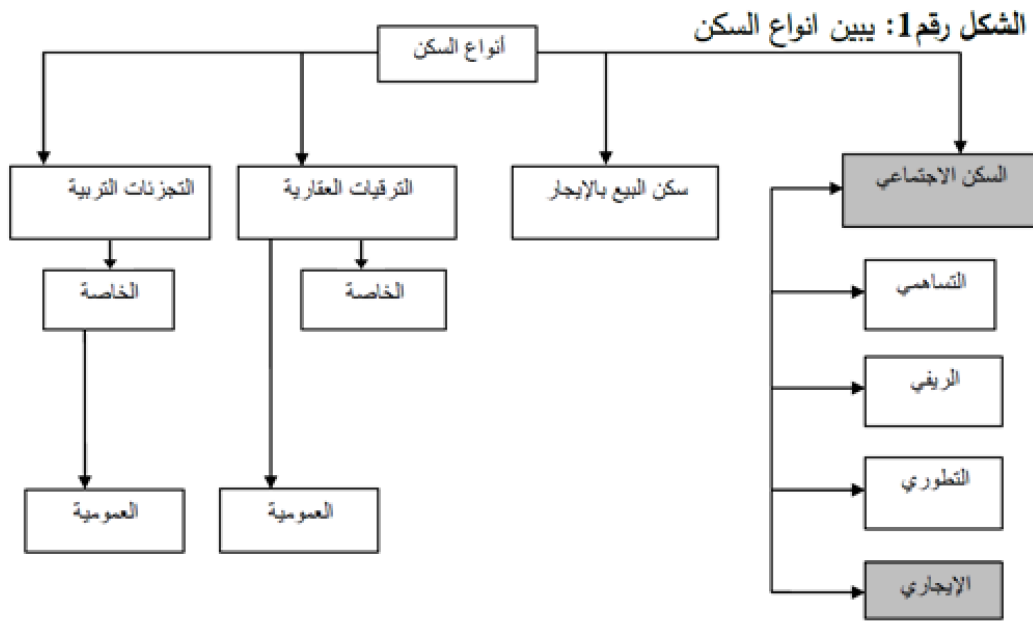 الشكل رقم1: يبين انواع السكن
أنواع السكن
السكن الاجتماعي
سكن البيع بالإيجار
الترقيات العقارية
التجزئات التربية
التساهمي
الخاصة
الخاصة
الريفي
التطوري
العمومية
العمومية
الإيجاري